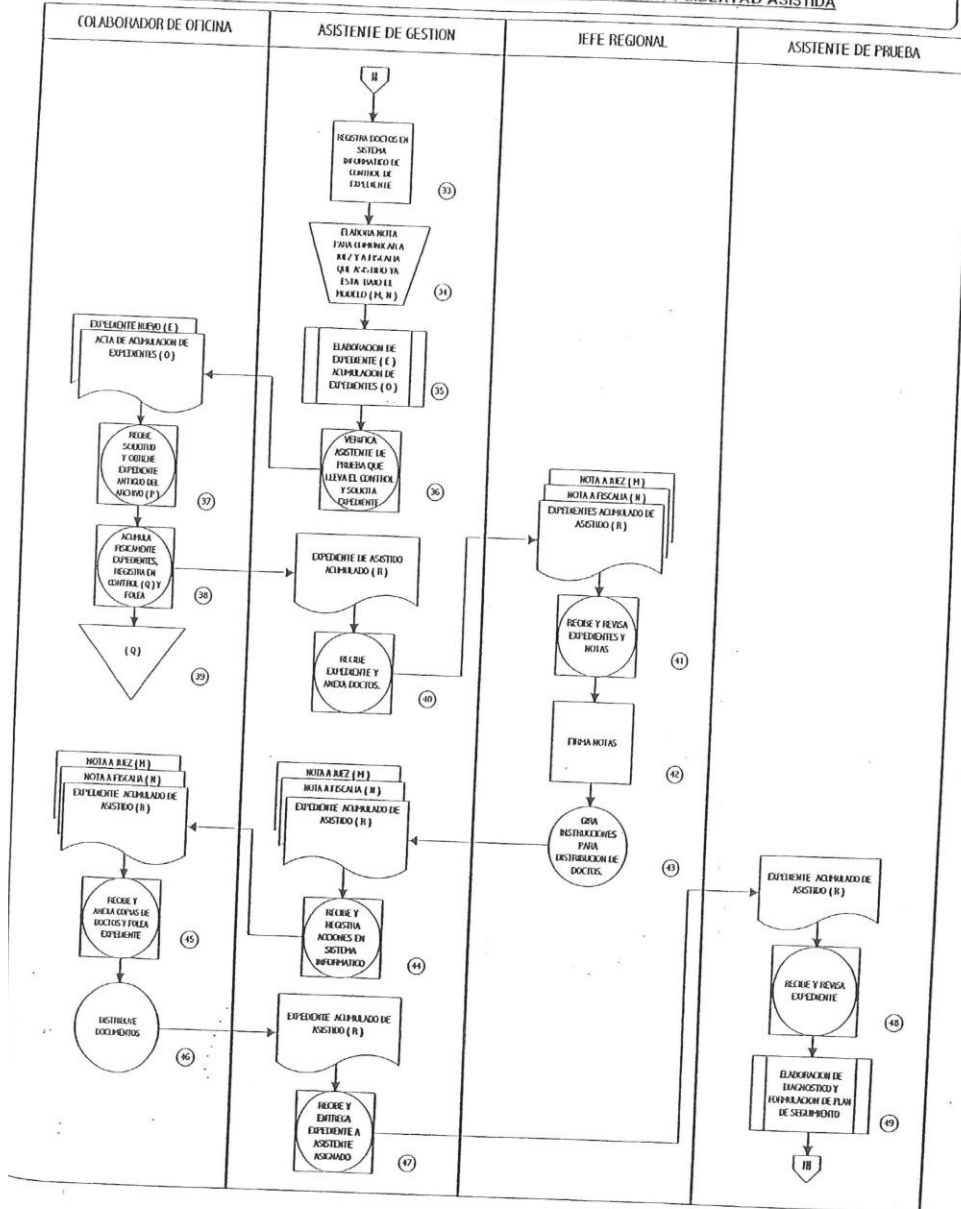 LIBERTAD ASISTIDA
COLABORADOR DE OFICINA
ASISTENTE DE GESTION
JEFE REGIONAL
ASISTENTE DE PRUEBA
REGISTRA DOCTOS EN
SISTEMA
INFORMATICO DE
CONTROL DE
EXPEDIENTE
33
ELABORA NOTA
PARA COMUNICAR A
JUEZ Y A FISCALIA
QUE ASISTIDO YA
ESTA BAJO EL
MODELO ( M, N )
34
ELABORACION DE
EXPEDIENTE ( E )
ACUMULACION DE
EXPEDIENTES ( O )
35
VERIFICA
ASISTENTE DE
PRUEBA QUE
LLEVA EL CONTROL
Y SOLICITA
EXPEDIENTE
36
EXPEDIENTE NUEVO ( E )
ACTA DE ACUMULACION DE
EXPEDIENTES ( O )
RECIBE
SOLICITUD
Y OBTIENE
EXPEDIENTE
ANTIGUO DEL
ARCHIVO ( P )
37
ACUMULA
FISICAMENTE
EXPEDIENTES,
REGISTRA EN
CONTROL ( Q ) Y
FOLEA
38
( Q )
39
EXPEDIENTE DE ASISTIDO
ACUMULADO ( R )
RECIBE
EXPEDIENTE Y
ANEXA DOCTOS.
40
NOTA A JUEZ ( M )
NOTA A FISCALIA ( N )
EXPEDIENTES ACUMULADO DE
ASISTIDO ( R )
RECIBE Y REVISA
EXPEDIENTES Y
NOTAS
41
FIRMA NOTAS
42
GIRA
INSTRUCCIONES
PARA
DISTRIBUCION DE
DOCTOS.
43
NOTA A JUEZ ( M )
NOTA A FISCALIA ( N )
EXPEDIENTE ACUMULADO DE
ASISTIDO ( R )
RECIBE Y
REGISTRA
ACCIONES EN
SISTEMA
INFORMATICO
44
NOTA A JUEZ ( M )
NOTA A FISCALIA ( N )
EXPEDIENTE ACUMULADO DE
ASISTIDO ( R )
RECIBE Y
ANEXA COPIAS DE
DOCTOS Y FOLEA
EXPEDIENTE
45
DISTRIBUYE
DOCUMENTOS
46
EXPEDIENTE ACUMULADO DE
ASISTIDO ( R )
RECIBE Y
ENTREGA
EXPEDIENTE A
ASISTENTE
ASIGNADO
47
EXPEDIENTE ACUMULADO DE
ASISTIDO ( R )
RECIBE Y REVISA
EXPEDIENTE
48
ELABORACION DE
DIAGNOSTICO Y
FORMULACION DE PLAN
DE SEGUIMIENTO
49